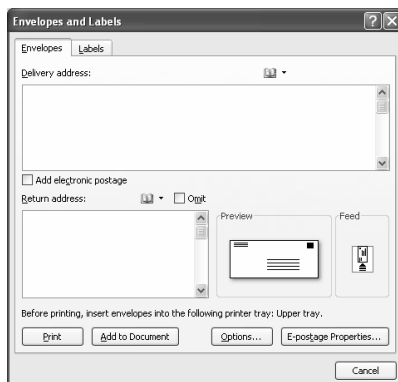 Envelopes and Labels
Envelopes Labels
Delivery address:
Add electronic postage
Return address: Omit
Preview Feed
Before printing, insert envelopes into the following printer tray: Upper tray.
Print Add to Document Options... E-postage Properties...
Cancel